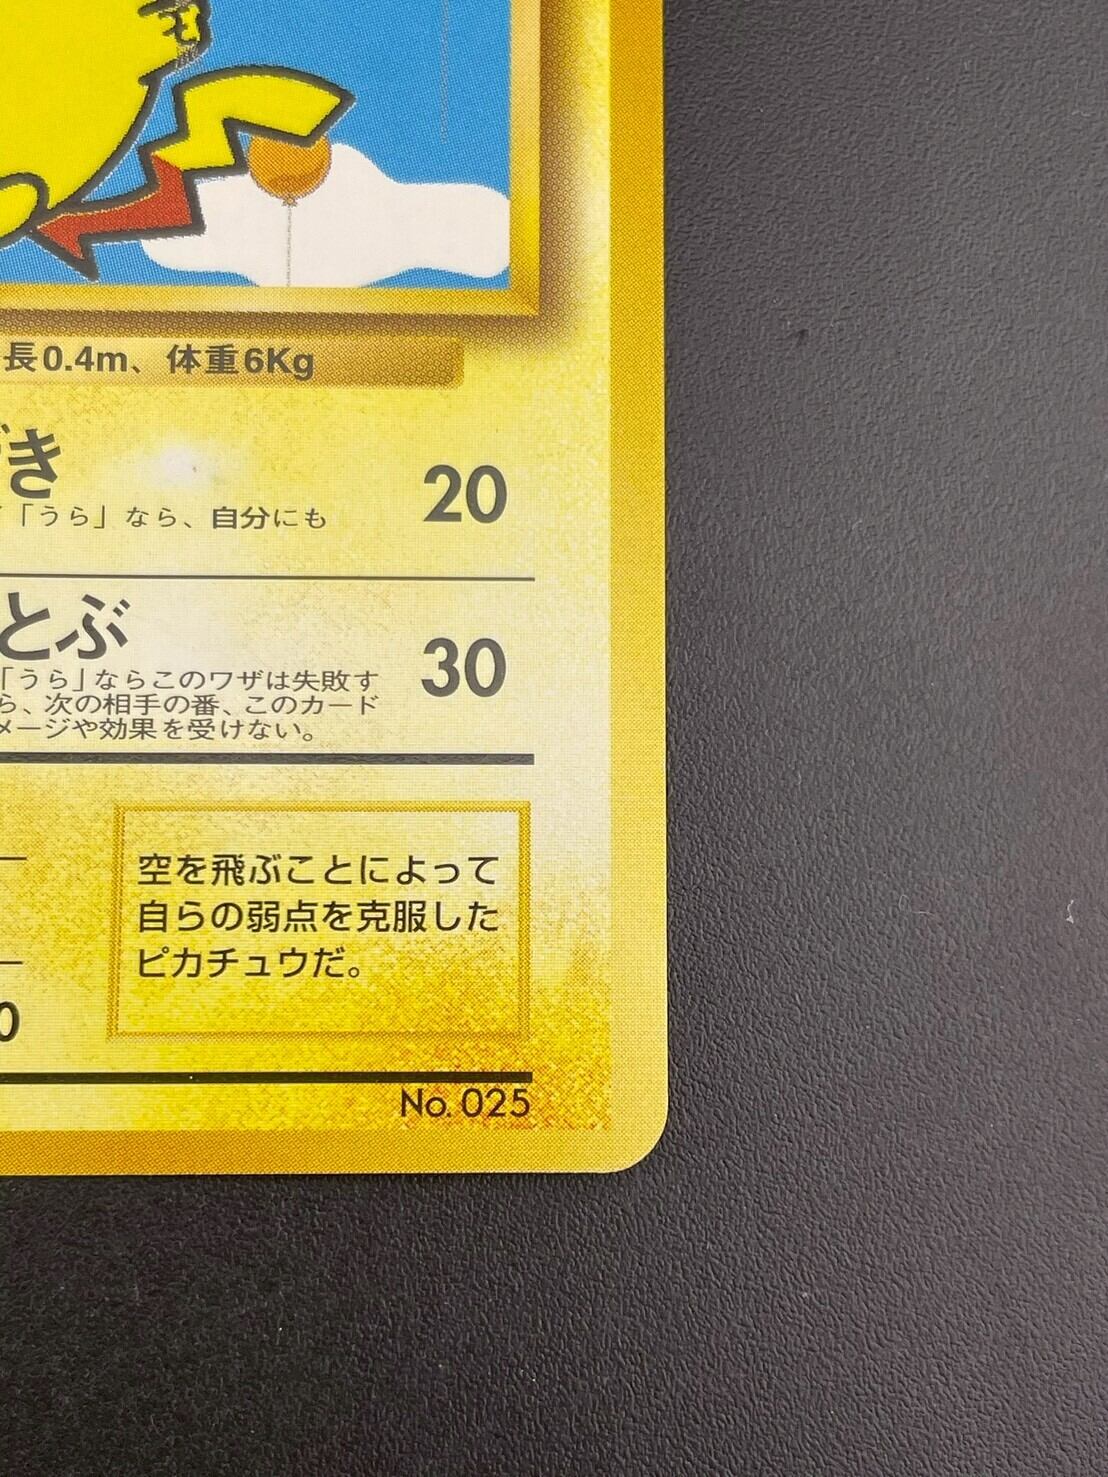 長0.4m、体重6Kg
き
20
「うら」なら、自分にも
とぶ
30
「うら」ならこのワザは失敗す
ら、次の相手の番、このカード
メージや効果を受けない。
空を飛ぶことによって
自らの弱点を克服した
ピカチュウだ。
0
No. 025